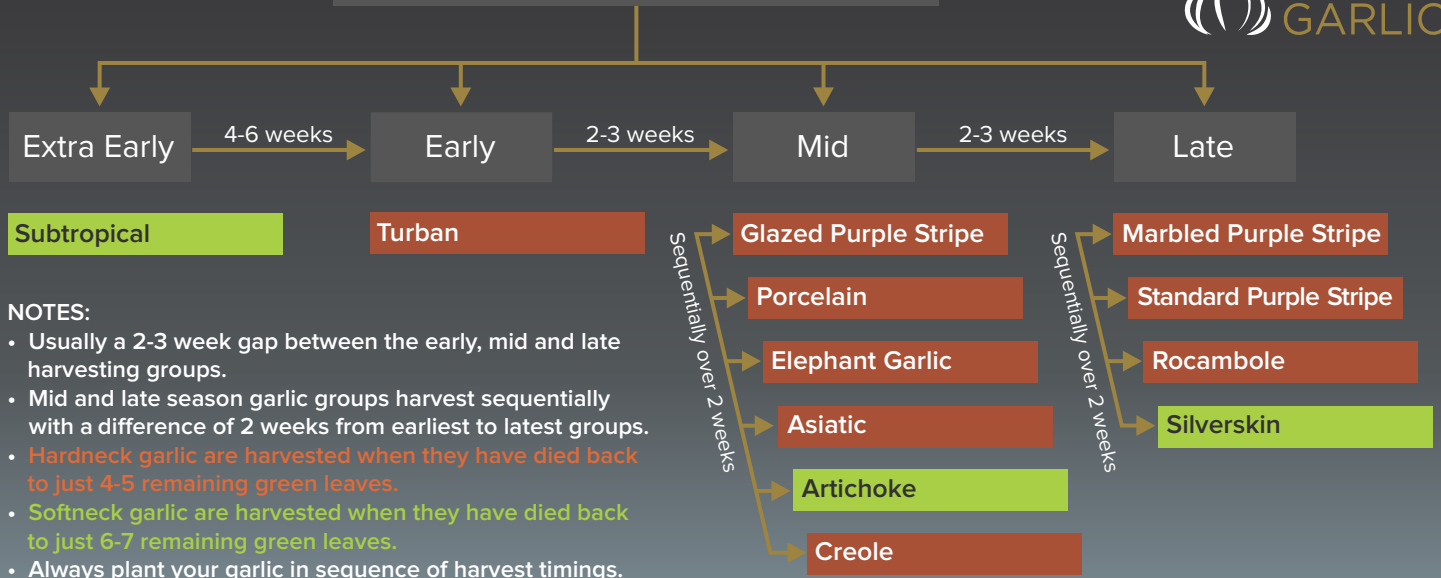 GARLIC
Extra Early
4-6 weeks
Early
2-3 weeks
Mid
2-3 weeks
Late
Subtropical
Turban
Sequentially over 2 weeks
Glazed Purple Stripe
Porcelain
Elephant Garlic
Asiatic
Artichoke
Creole
Sequentially over 2 weeks
Marbled Purple Stripe
Standard Purple Stripe
Rocambole
Silverskin
NOTES:
• Usually a 2-3 week gap between the early, mid and late
harvesting groups.
• Mid and late season garlic groups harvest sequentially
with a difference of 2 weeks from earliest to latest groups.
• Hardneck garlic are harvested when they have died back
to just 4-5 remaining green leaves.
• Softneck garlic are harvested when they have died back
to just 6-7 remaining green leaves.
• Always plant your garlic in sequence of harvest timings.